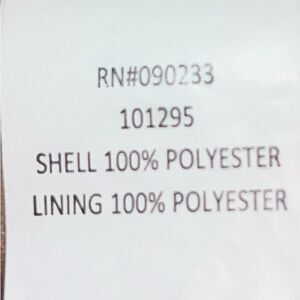 RN#090233
101295
SHELL 100% POLYESTER
LINING 100% POLYESTER